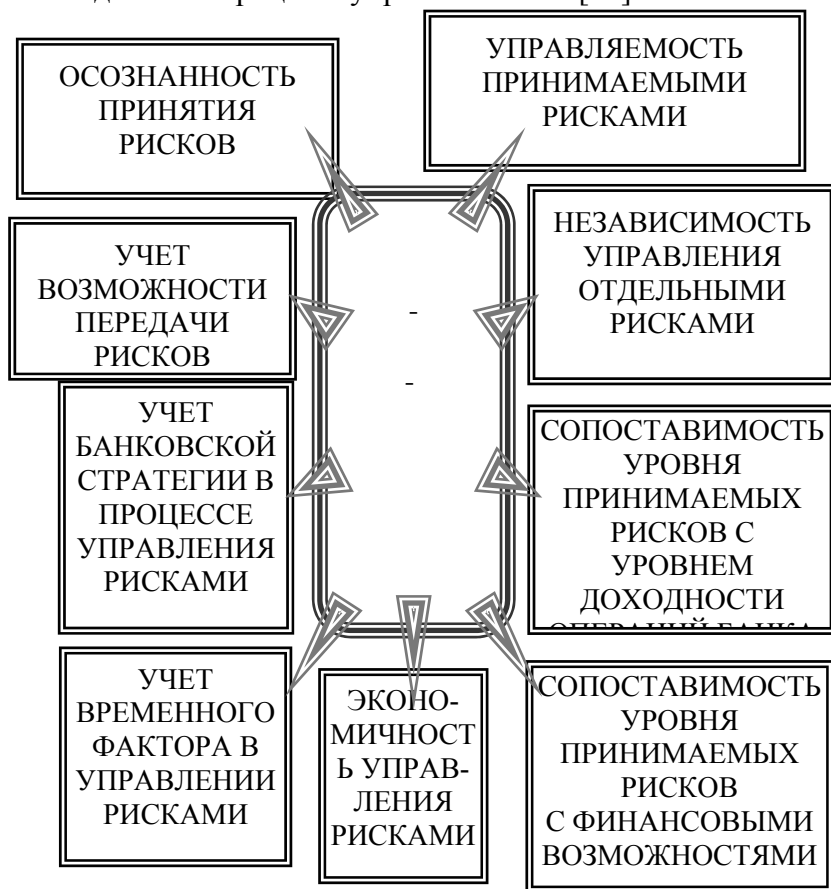 ОСОЗНАННОСТЬ
ПРИНЯТИЯ
РИСКОВ
УПРАВЛЯЕМОСТЬ
ПРИНИМАЕМЫМИ
РИСКАМИ
УЧЕТ
ВОЗМОЖНОСТИ
ПЕРЕДАЧИ
РИСКОВ
-
-
НЕЗАВИСИМОСТЬ
УПРАВЛЕНИЯ
ОТДЕЛЬНЫМИ
РИСКАМИ
УЧЕТ
БАНКОВСКОЙ
СТРАТЕГИИ В
ПРОЦЕССЕ
УПРАВЛЕНИЯ
РИСКАМИ
СОПОСТАВИМОСТЬ
УРОВНЯ
ПРИНИМАЕМЫХ
РИСКОВ С
УРОВНЕМ
ДОХОДНОСТИ
ОПЕРАЦИЙ БАНКА
УЧЕТ
ВРЕМЕННОГО
ФАКТОРА В
УПРАВЛЕНИИ
РИСКАМИ
ЭКОНО-
МИЧНОСТ
Ь УПРАВ-
ЛЕНИЯ
РИСКАМИ
СОПОСТАВИМОСТЬ
УРОВНЯ
ПРИНИМАЕМЫХ
РИСКОВ
С ФИНАНСОВЫМИ
ВОЗМОЖНОСТЯМИ